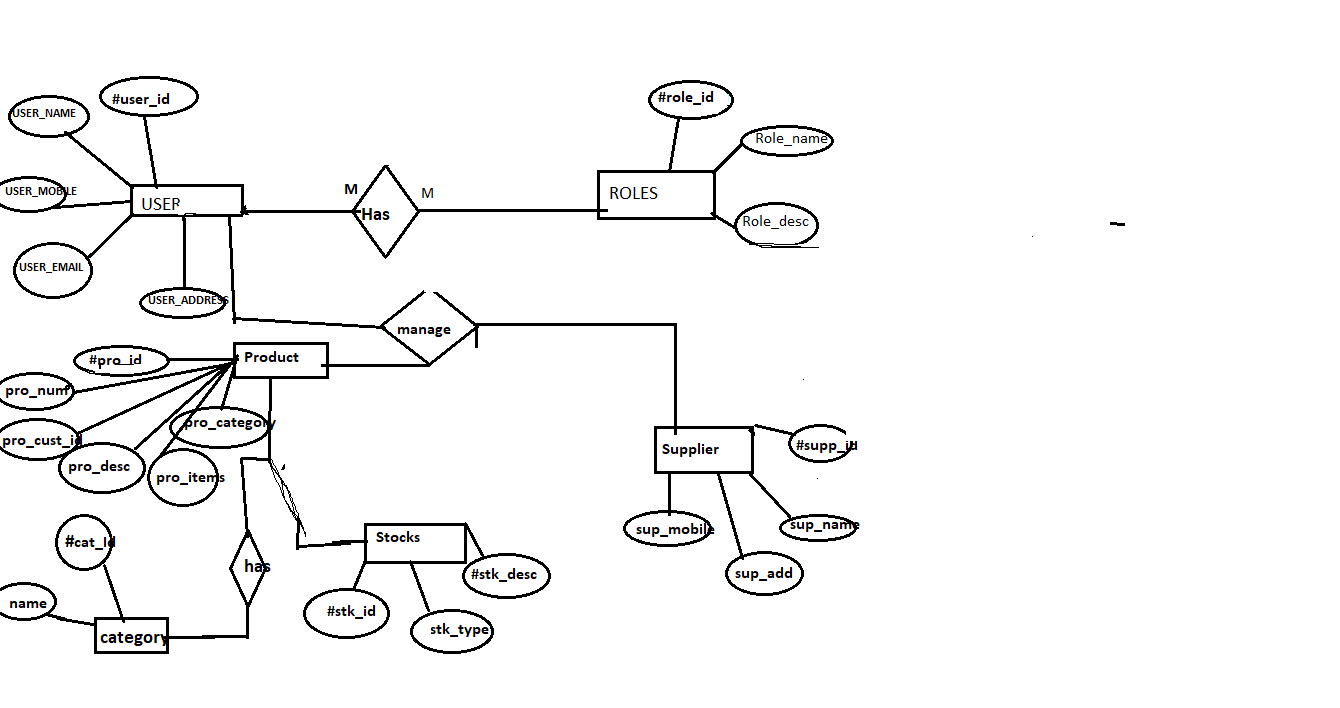 #user_id
USER_NAME
#role_id
Role_name
USER_MOBILE
USER
M
M
Has
ROLES
Role_desc
USER_EMAIL
USER_ADDRESS
manage
#pro_id
Product
pro_num
pro_category
pro_cust_id
pro_desc
pro_items
Supplier
#supp_id
sup_mobile
sup_name
sup_add
#cat_Id
has
Stocks
#stk_desc
name
#stk_id
stk_type
category